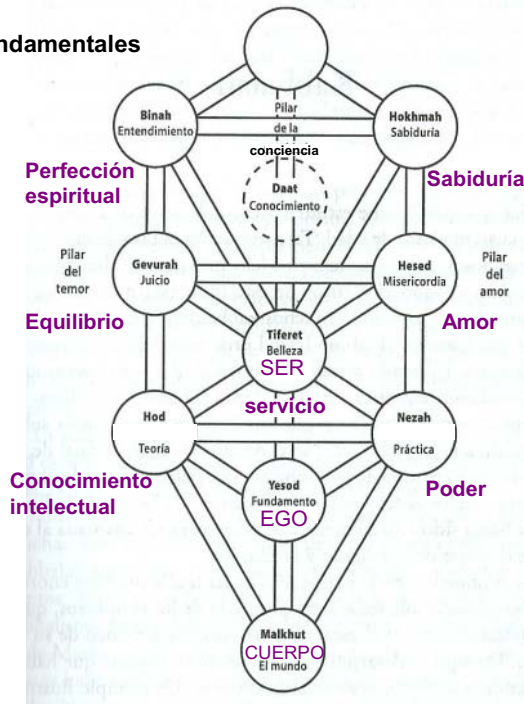 ndamentales
Pilar
de la
conciencia
Binah
Entendimiento
Hokhmah
Sabiduría
Daat
Conocimiento
Perfección
espiritual
Sabiduría
Pilar
del
temor
Gevurah
Juicio
Hesed
Misericordia
Pilar
del
amor
Equilibrio
Amor
Tiferet
Belleza
SER
servicio
Hod
Teoría
Nezah
Práctica
Conocimiento
intelectual
Poder
Yesod
Fundamento
EGO
Malkhut
CUERPO
El mundo